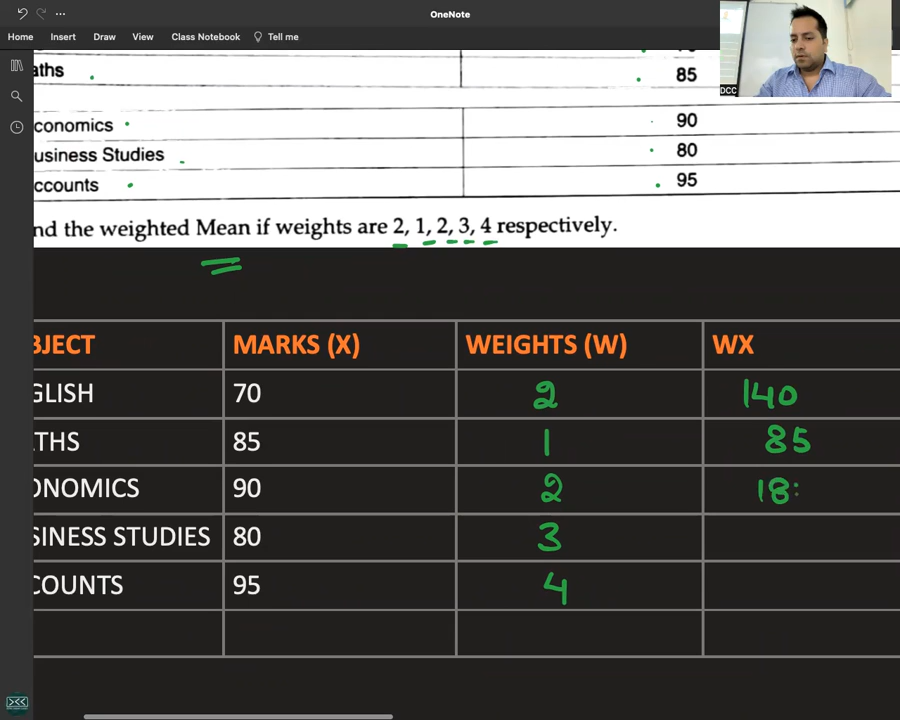 OneNote
Home Insert Draw View Class Notebook Tell me
aths 85
DCC
conomics 90
usiness Studies 80
ccounts 95
nd the weighted Mean if weights are 2, 1, 2, 3, 4 respectively.
BJECT MARKS (X) WEIGHTS (W) WX
GLISH 70 2 140
THS 85 1 85
ONOMICS 90 2 18
SINESS STUDIES 80 3
COUNTS 95 4